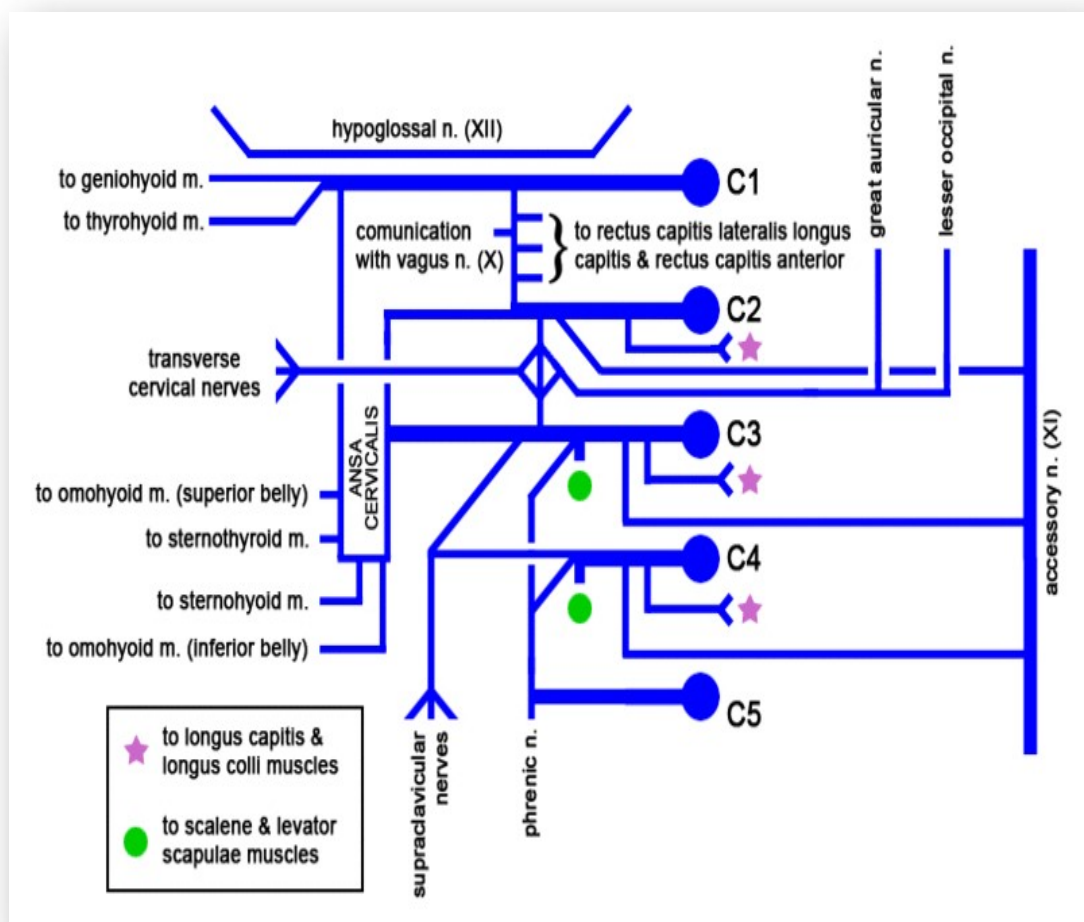 great auricular n.
lesser occipital n.
hypoglossal n. (XII)
to geniohyoid m.
C1
to thyrohyoid m.
comunication
with vagus n. (X)
to rectus capitis lateralis longus
capitis & rectus capitis anterior
C2
transverse
cervical nerves
C3
ANSA
CERVICALIS
to omohyoid m. (superior belly)
to sternothyroid m.
C4
accessory n. (XI)
to sternohyoid m.
to omohyoid m. (inferior belly)
C5
supraclavicular
nerves
phrenic n.
to longus capitis &
longus colli muscles
to scalene & levator
scapulae muscles